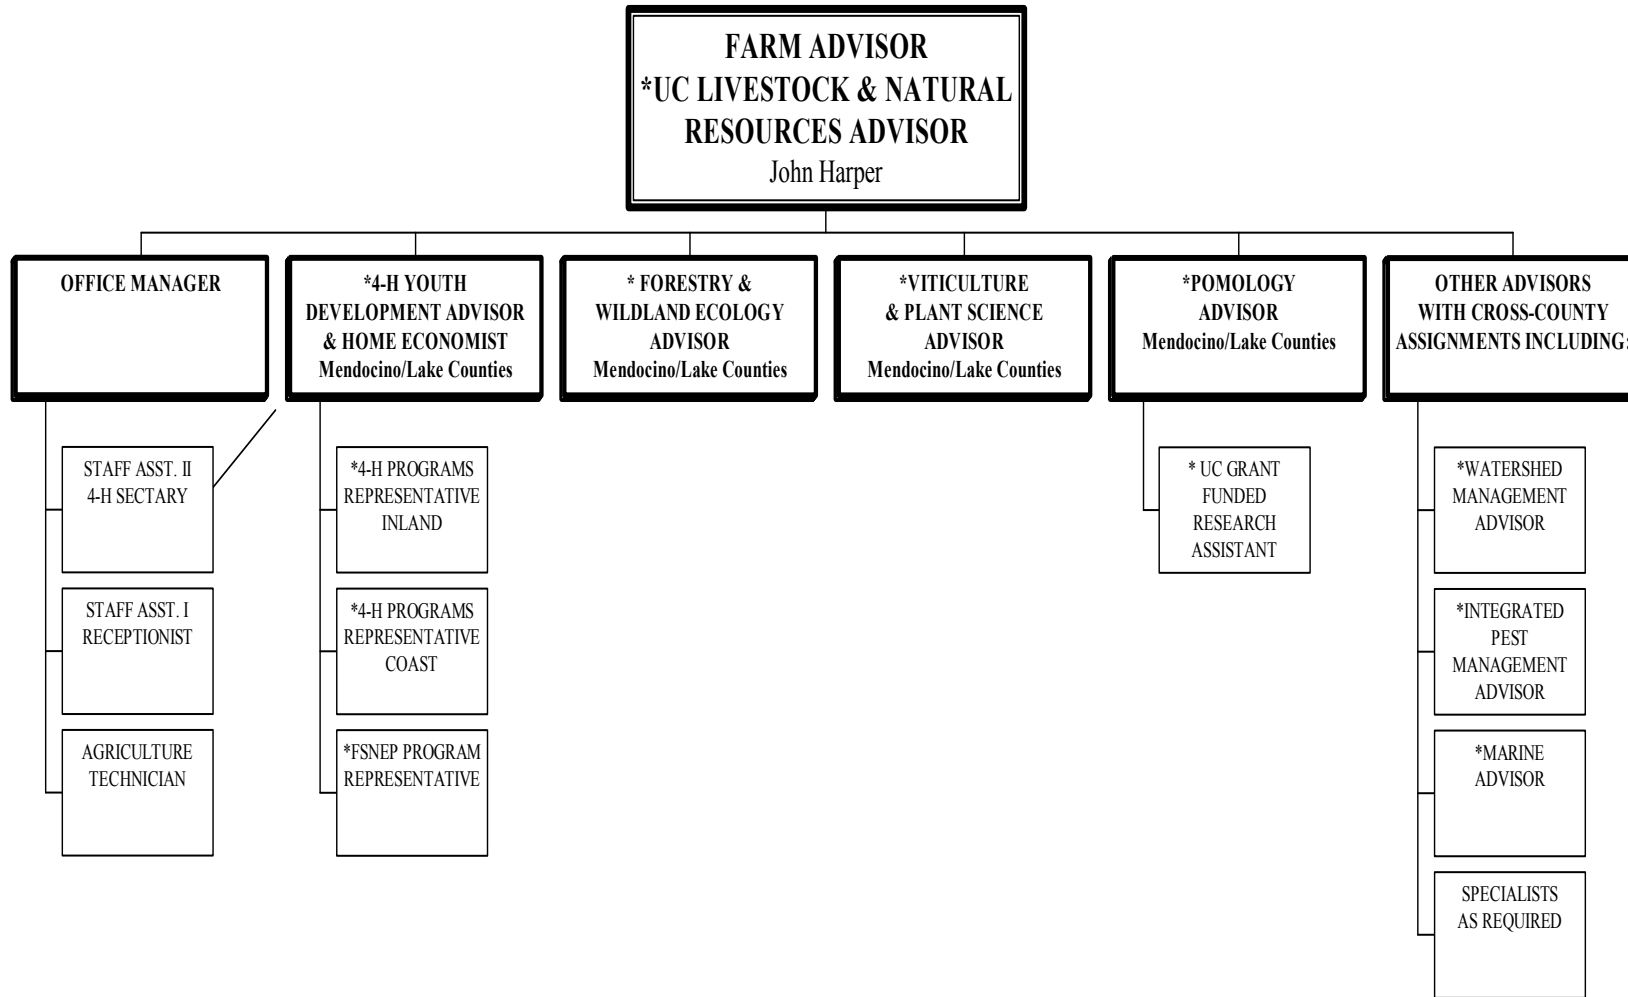 FARM ADVISOR
*UC LIVESTOCK & NATURAL
RESOURCES ADVISOR
John Harper
OFFICE MANAGER
*4-H YOUTH
DEVELOPMENT ADVISOR
& HOME ECONOMIST
Mendocino/Lake Counties
* FORESTRY &
WILDLAND ECOLOGY
ADVISOR
Mendocino/Lake Counties
*VITICULTURE
& PLANT SCIENCE
ADVISOR
Mendocino/Lake Counties
*POMOLOGY
ADVISOR
Mendocino/Lake Counties
OTHER ADVISORS
WITH CROSS-COUNTY
ASSIGNMENTS INCLUDING:
STAFF ASST. II
4-H SECTARY
STAFF ASST. I
RECEPTIONIST
AGRICULTURE
TECHNICIAN
*4-H PROGRAMS
REPRESENTATIVE
INLAND
*4-H PROGRAMS
REPRESENTATIVE
COAST
*FSNEP PROGRAM
REPRESENTATIVE
* UC GRANT
FUNDED
RESEARCH
ASSISTANT
*WATERSHED
MANAGEMENT
ADVISOR
*INTEGRATED
PEST
MANAGEMENT
ADVISOR
*MARINE
ADVISOR
SPECIALISTS
AS REQUIRED